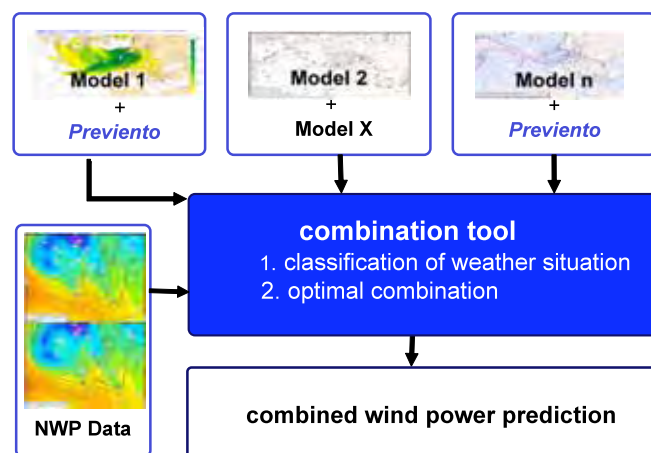 Model 1
+
Previento
Model 2
+
Model X
Model n
+
Previento
combination tool
1. classification of weather situation
2. optimal combination
NWP Data
combined wind power prediction